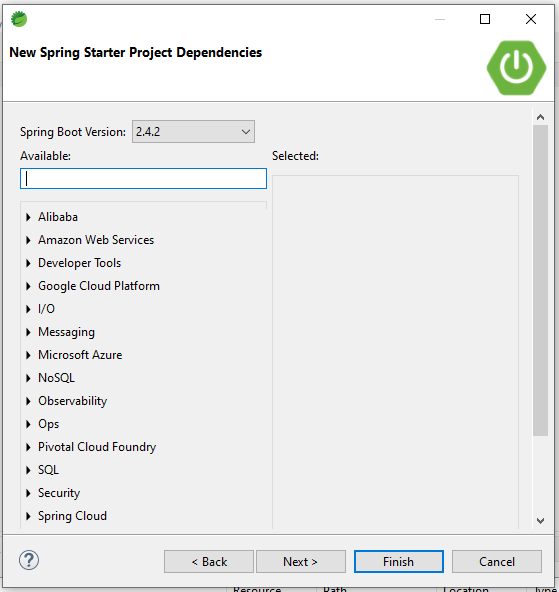 New Spring Starter Project Dependencies
Spring Boot Version: 2.4.2
Available: Selected:
Alibaba
Amazon Web Services
Developer Tools
Google Cloud Platform
I/O
Messaging
Microsoft Azure
NoSQL
Observability
Ops
Pivotal Cloud Foundry
SQL
Security
Spring Cloud
? < Back Next > Finish Cancel
Resource Path Location Type